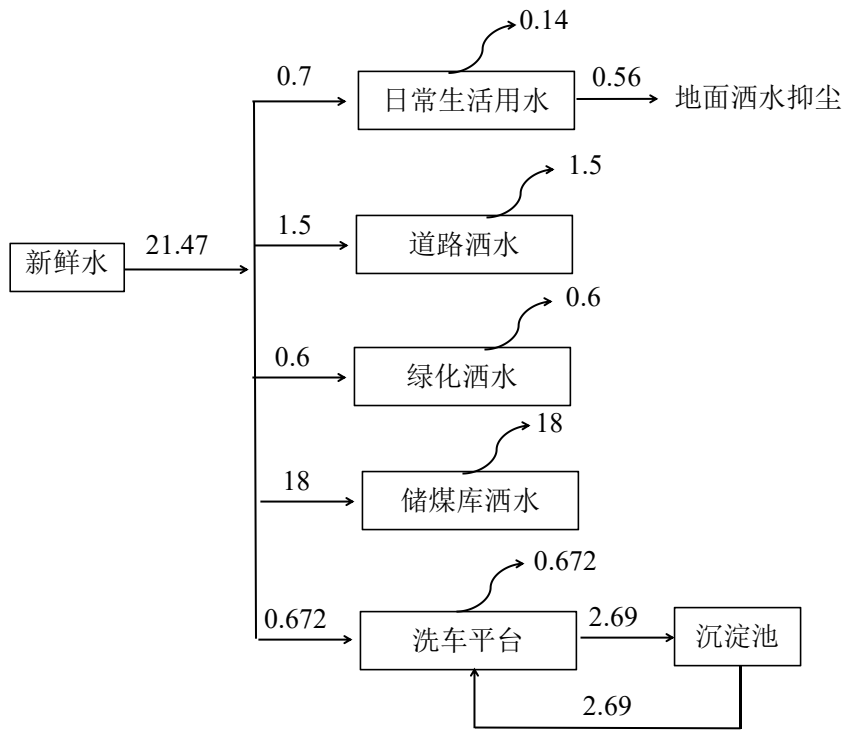 0.14
0.7
日常生活用水
0.56
地面洒水抑尘
1.5
1.5
道路洒水
新鲜水
21.47
0.6
0.6
绿化洒水
18
18
储煤库洒水
0.672
0.672
洗车平台
2.69
沉淀池
2.69